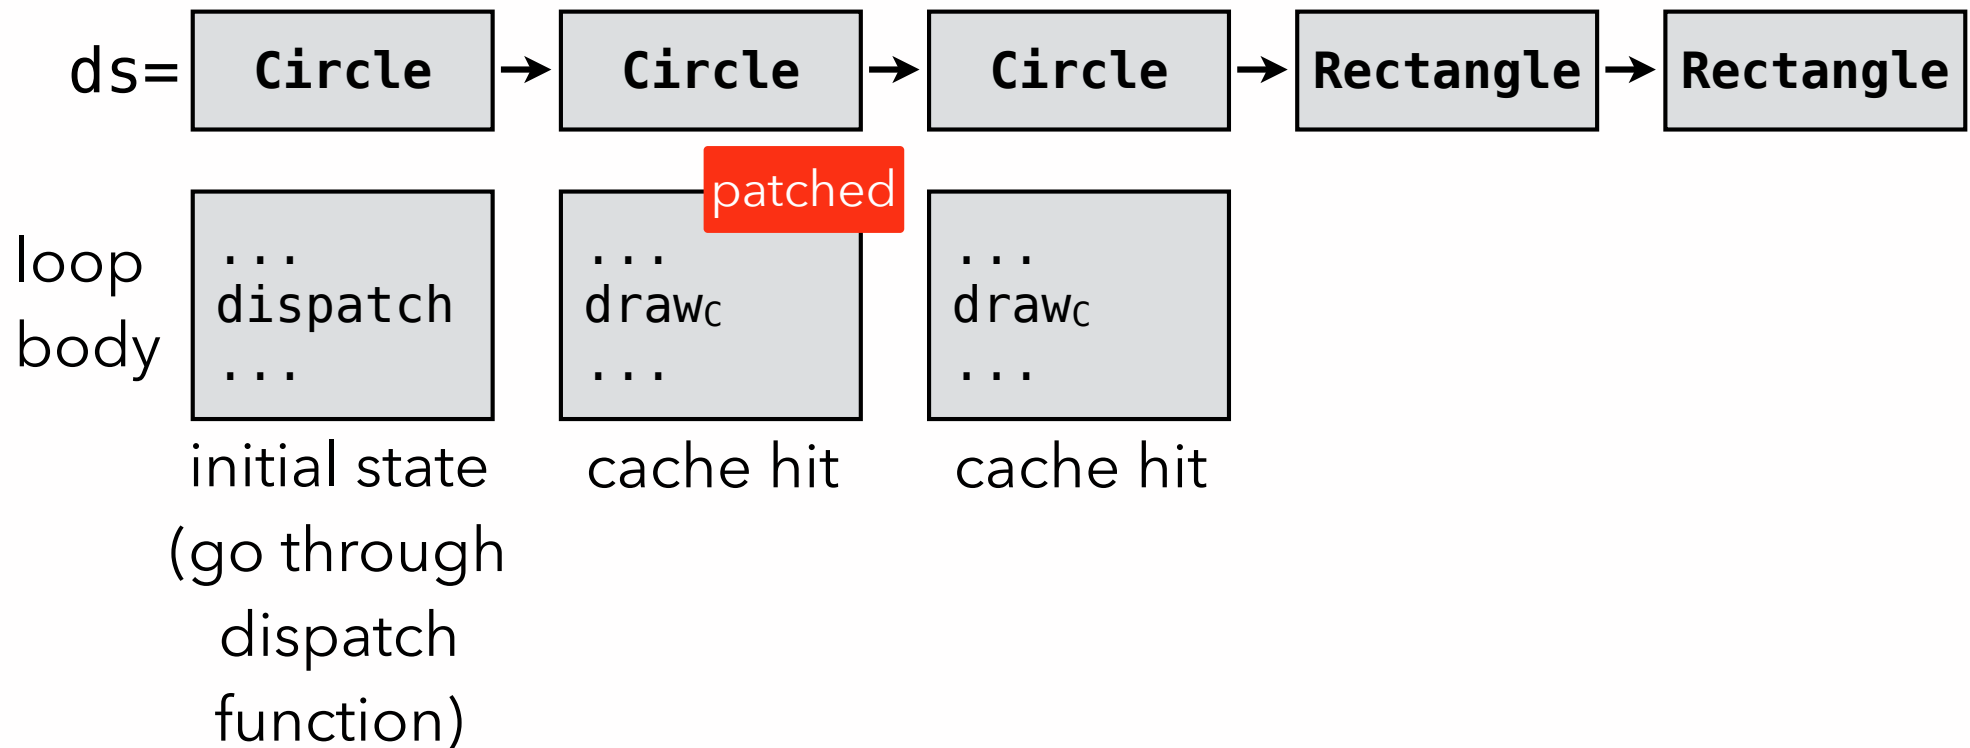 ds= Circle Circle Circle Rectangle Rectangle
patched
loop
body
...
dispatch
...
...
drawC
...
...
drawC
...
initial state
(go through
dispatch
function)
cache hit
cache hit